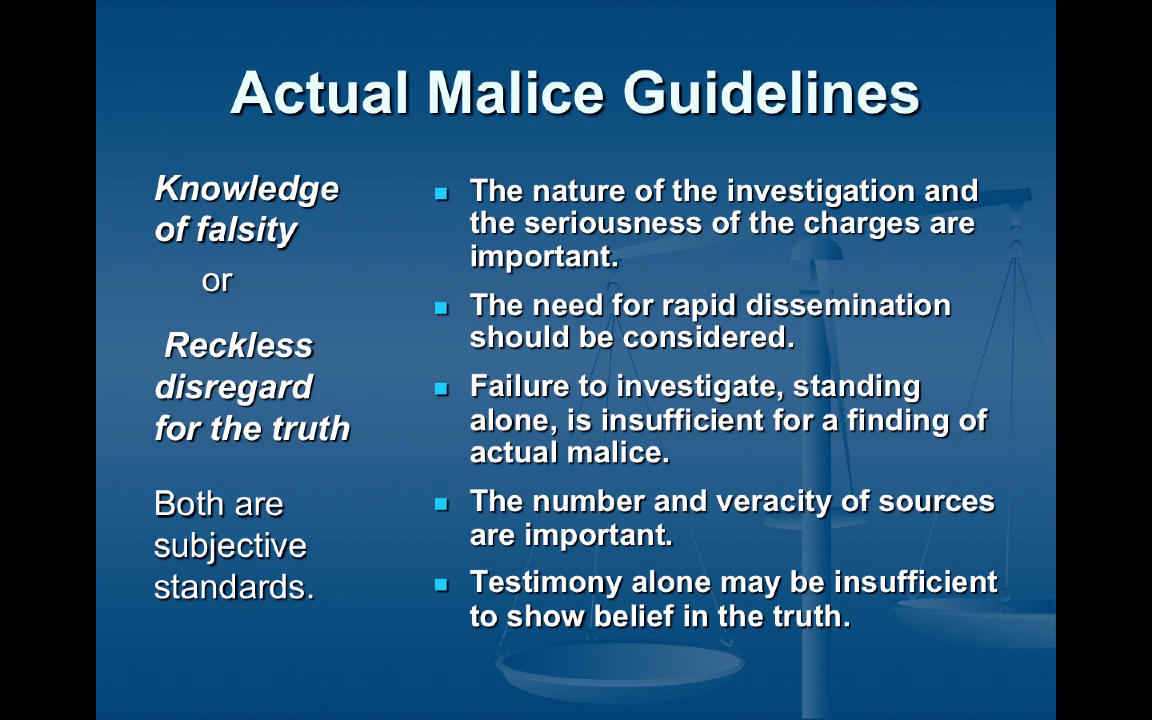 Actual Malice Guidelines
Knowledge
of falsity
or
Reckless
disregard
for the truth
Both are
subjective
standards.
■ The nature of the investigation and
the seriousness of the charges are
important.
■ The need for rapid dissemination
should be considered.
■ Failure to investigate, standing
alone, is insufficient for a finding of
actual malice.
■ The number and veracity of sources
are important.
■ Testimony alone may be insufficient
to show belief in the truth.